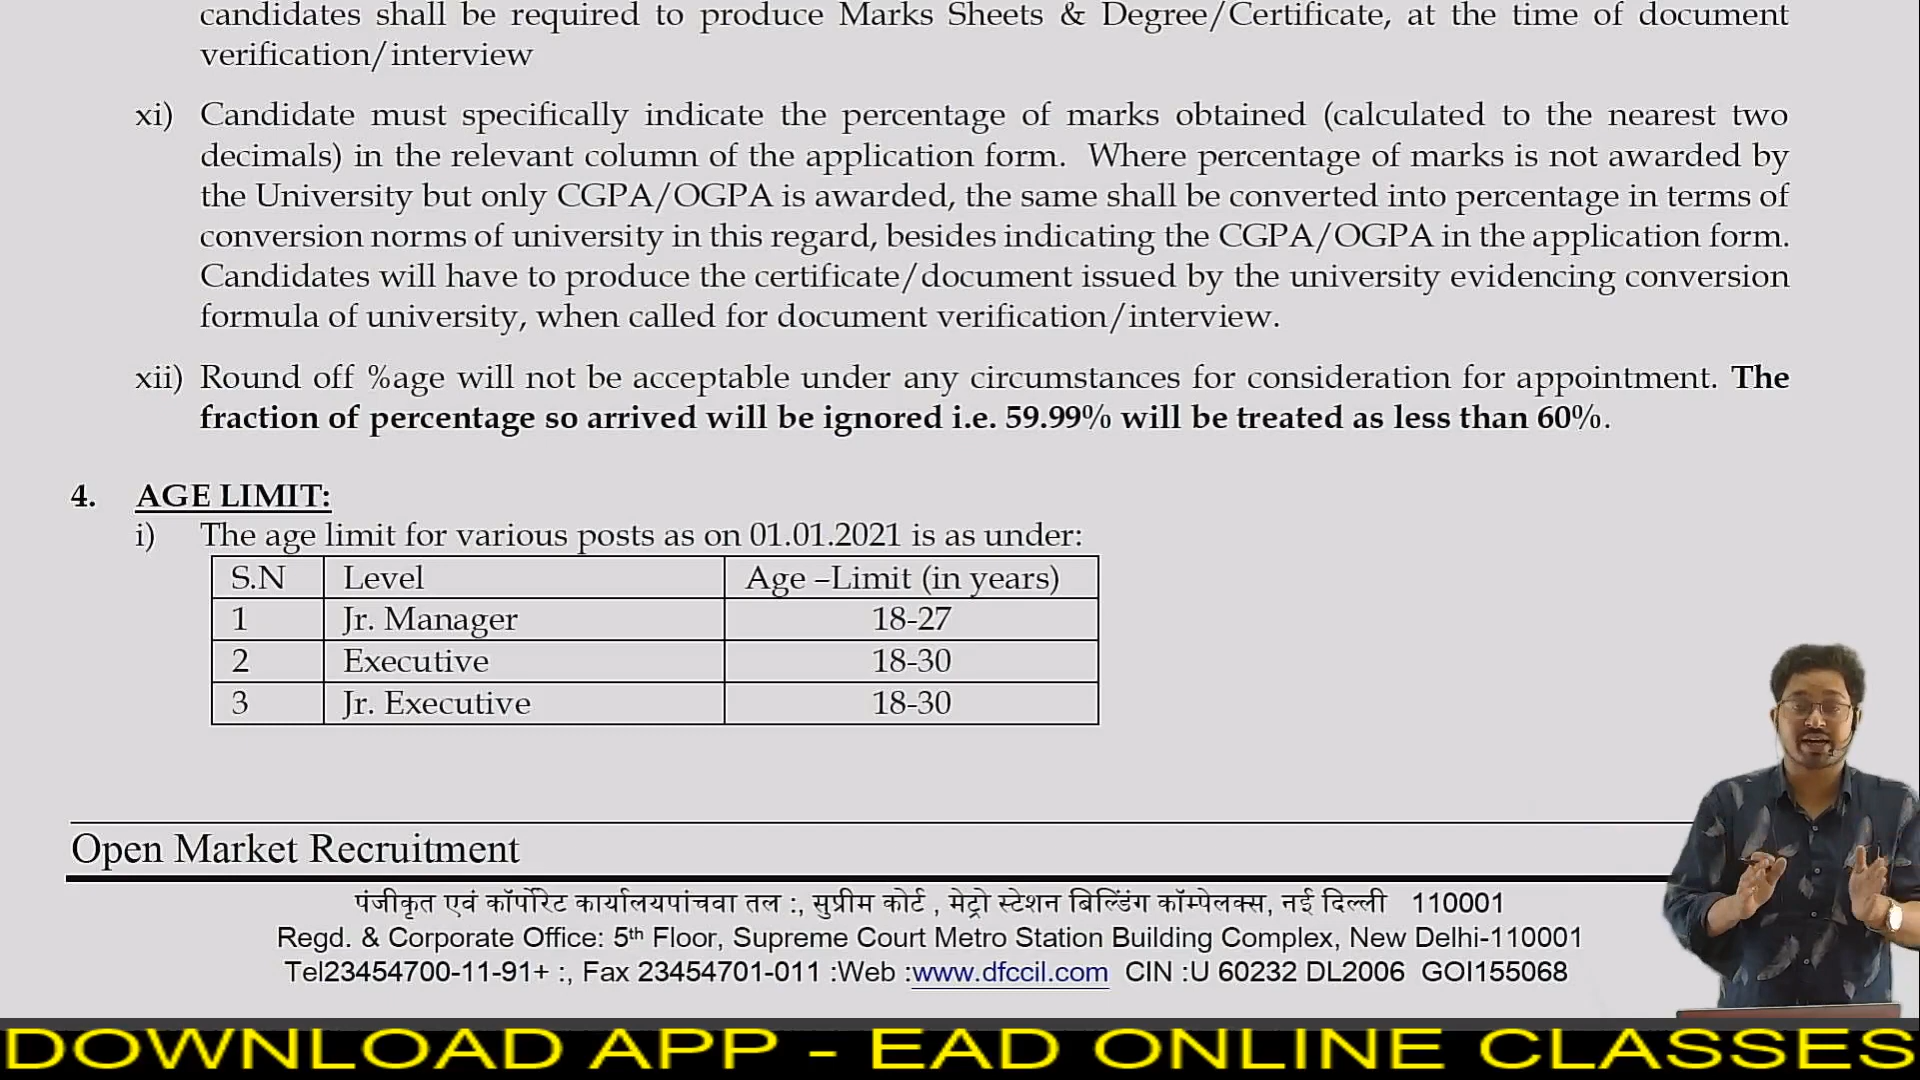 candidates shall be required to produce Marks Sheets & Degree/Certificate, at the time of document
verification/interview
xi) Candidate must specifically indicate the percentage of marks obtained (calculated to the nearest two
decimals) in the relevant column of the application form. Where percentage of marks is not awarded by
the University but only CGPA/OGPA is awarded, the same shall be converted into percentage in terms of
conversion norms of university in this regard, besides indicating the CGPA/OGPA in the application form.
Candidates will have to produce the certificate/document issued by the university evidencing conversion
formula of university, when called for document verification/interview.
xii) Round off %age will not be acceptable under any circumstances for consideration for appointment. The
fraction of percentage so arrived will be ignored i.e. 59.99% will be treated as less than 60%.
4. AGE LIMIT:
i) The age limit for various posts as on 01.01.2021 is as under:
S.N Level Age –Limit (in years)
1 Jr. Manager 18-27
2 Executive 18-30
3 Jr. Executive 18-30
Open Market Recruitment
पंजीकृत एवं कॉर्पोरेट कार्यालयपांचवा तल :, सुप्रीम कोर्ट , मेट्रो स्टेशन बिल्डिंग कॉम्पेलक्स, नई दिल्ली 110001
Regd. & Corporate Office: 5th Floor, Supreme Court Metro Station Building Complex, New Delhi-110001
Tel23454700-11-91+ :, Fax 23454701-011 :Web :www.dfccil.com CIN :U 60232 DL2006 GOI155068
DOWNLOAD APP - EAD ONLINE CLASSES